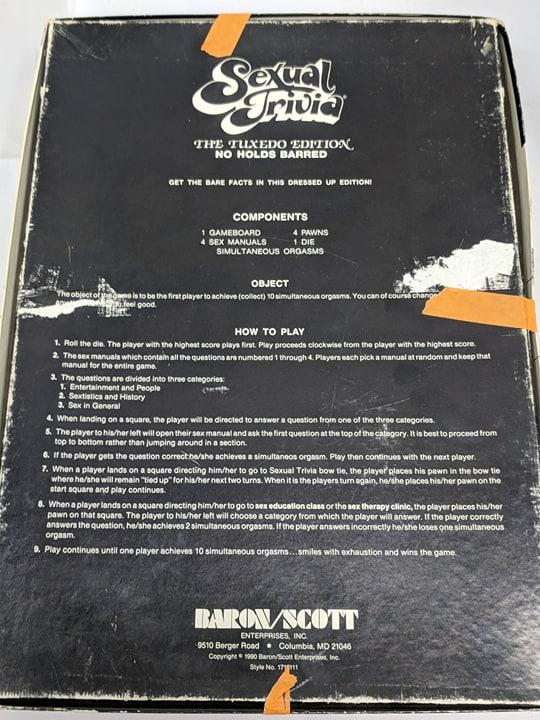 Sexual
Trivia
THE TUXEDO EDITION
NO HOLDS BARRED
GET THE BARE FACTS IN THIS DRESSED UP EDITION!
COMPONENTS
1 GAMEBOARD 4 PAWNS
4 SEX MANUALS 1 DIE
SIMULTANEOUS ORGASMS
OBJECT
The object of the game is to be the first player to achieve (collect) 10 simultaneous orgasms. You can of course change
feel good.
HOW TO PLAY
1. Roll the die. The player with the highest score plays first. Play proceeds clockwise from the player with the highest score.
2. The sex manuals which contain all the questions are numbered 1 through 4. Players each pick a manual at random and keep that
manual for the entire game.
3. The questions are divided into three categories:
1. Entertainment and People
2. Sextistics and History
3. Sex in General
4. When landing on a square, the player will be directed to answer a question from one of the three categories.
5. The player to his/her left will open their sex manual and ask the first question at the top of the category. It is best to proceed from
top to bottom rather than jumping around in a section.
6. If the player gets the question correct he/she achieves a simultaneos orgasm. Play then continues with the next player.
7. When a player lands on a square directing him/her to go to Sexual Trivia bow tie, the player places his pawn in the bow tie
where he/she will remain "tied up" for his/her next two turns. When it is the players turn again, he/she places his/her pawn on the
start square and play continues.
8. When a player lands on a square directing him/her to go to sex education class or the sex therapy clinic, the player places his/her
pawn on that square. The player to his/her left will choose a category from which the player will answer. If the player correctly
answers the question, he/she achieves 2 simultaneous orgasms. If the player answers incorrectly he/she loses one simultaneous
orgasm.
9. Play continues until one player achieves 10 simultaneous orgasms...smiles with exhaustion and wins the game.
BARON/SCOTT
ENTERPRISES, INC.
9510 Berger Road • Columbia, MD 21046
Copyright © 1990 Baron/Scott Enterprises, Inc.
Style No.